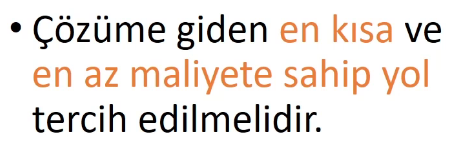 • Çözüme giden en kısa ve
en az maliyete sahip yol
tercih edilmelidir.